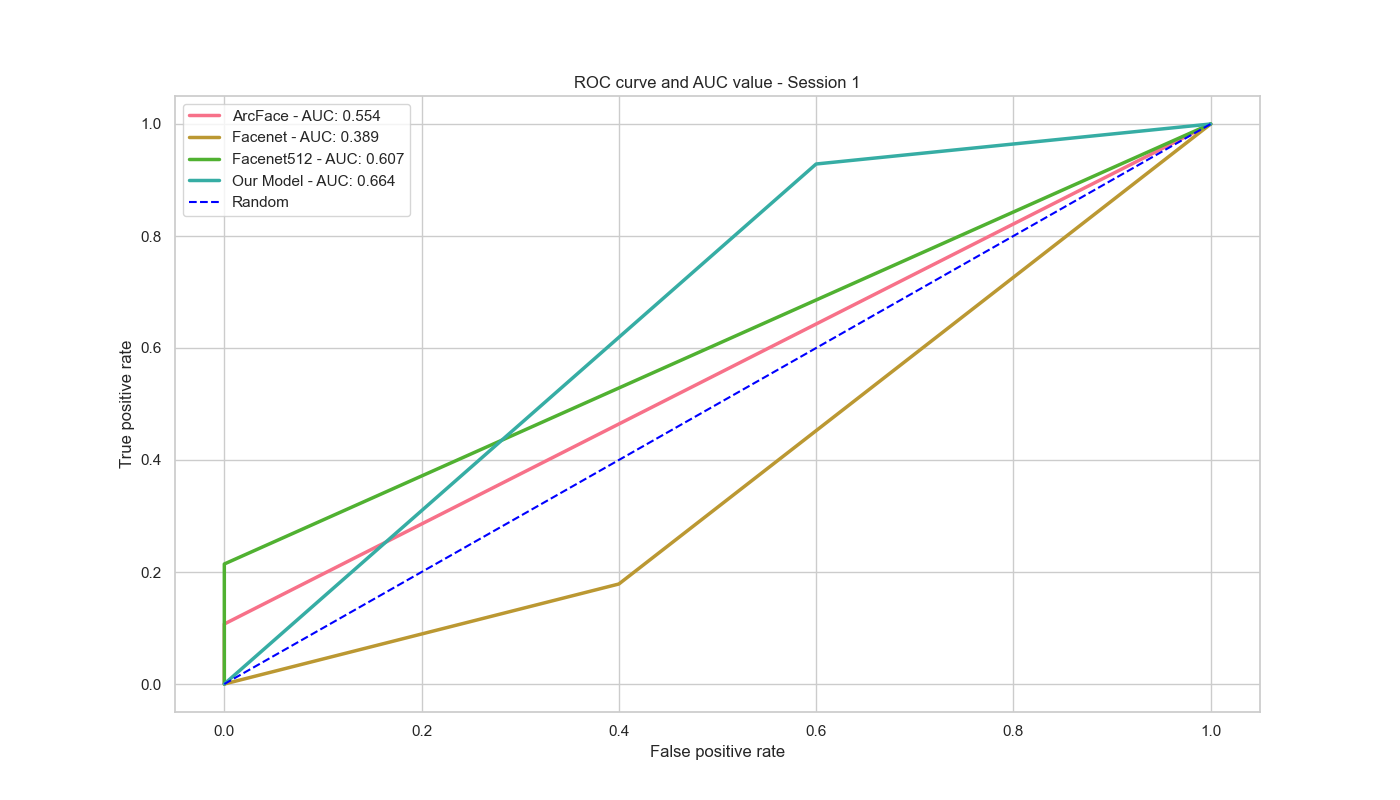 ROC curve and AUC value - Session 1
ArcFace - AUC: 0.554
Facenet - AUC: 0.389
Facenet512 - AUC: 0.607
Our Model - AUC: 0.664
Random
1.0
0.8
0.6
0.4
0.2
0.0
True positive rate
0.0 0.2 0.4 0.6 0.8 1.0
False positive rate